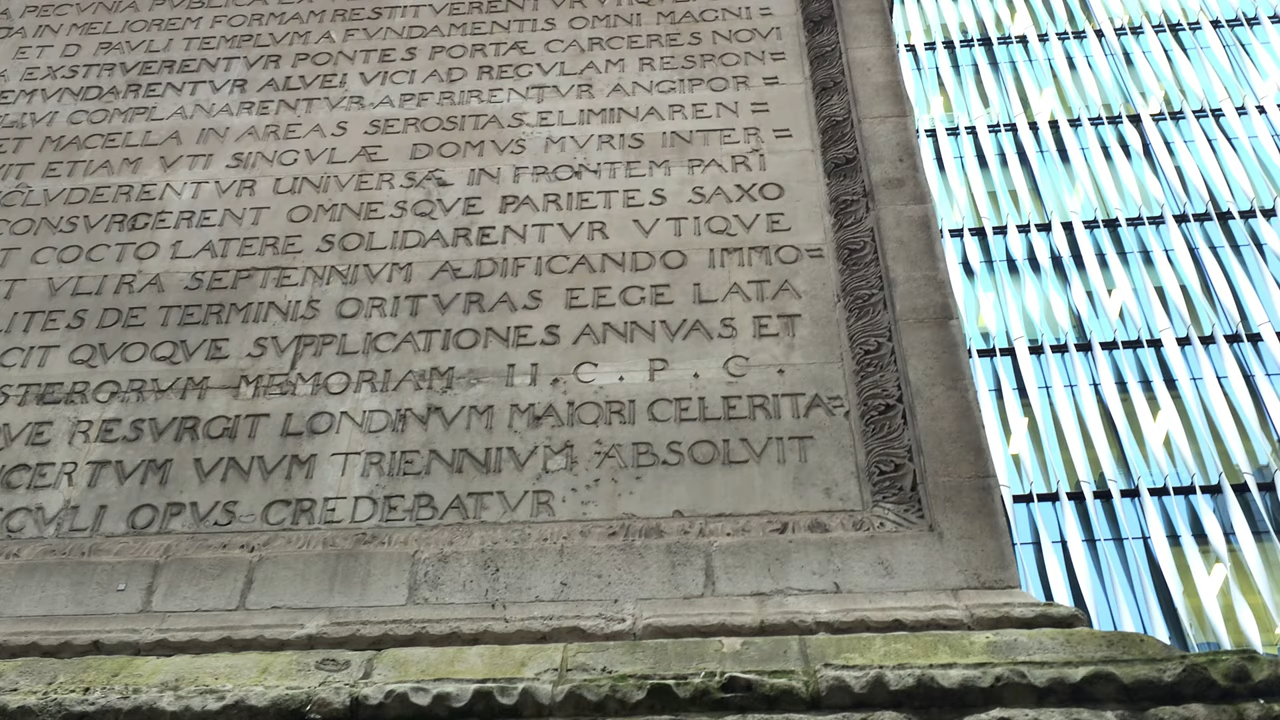 PECVNIA PVBLICA
DA IN MELIOREM FORMAM RESTITVERENTVR VTIQVE
ET D PAVLI TEMPLVM A FVNDAMENTIS OMNI MAGNI=
A EXSTRVERENTVR PONTES PORTÆ CARCERES NOVI
EMVNDARENTVR ALVEI VICI AD REGVLAM RESPON=
LIVI COMPLANARENTVR APERIRENTVR ANGIPOR=
ET MACELLA IN AREAS SEROSITAS ELIMINAREN=
VIT ETIAM VTI SINGVLÆ DOMVS MVRIS INTER=
CLVDERENTVR VNIVERSÆ IN FRONTEM PARI
CONSVRGERENT OMNESQVE PARIETES SAXO
T COCTO LATERE SOLIDARENTVR VTIQVE
T VLIRA SEPTENNIVM ÆDIFICANDO IMMO=
LITES DE TERMINIS ORITVRAS EEGE LATA
CIT QVOQVE SVPPLICATIONES ANNVAS ET
STERORVM MEMORIAM II.C.P.C.
VE RESVRGIT LONDINVM MAIORI CELERITA=
CERTVM VNVM TRIENNIVM ABSOLVIT
CVLI OPVS CREDEBATVR